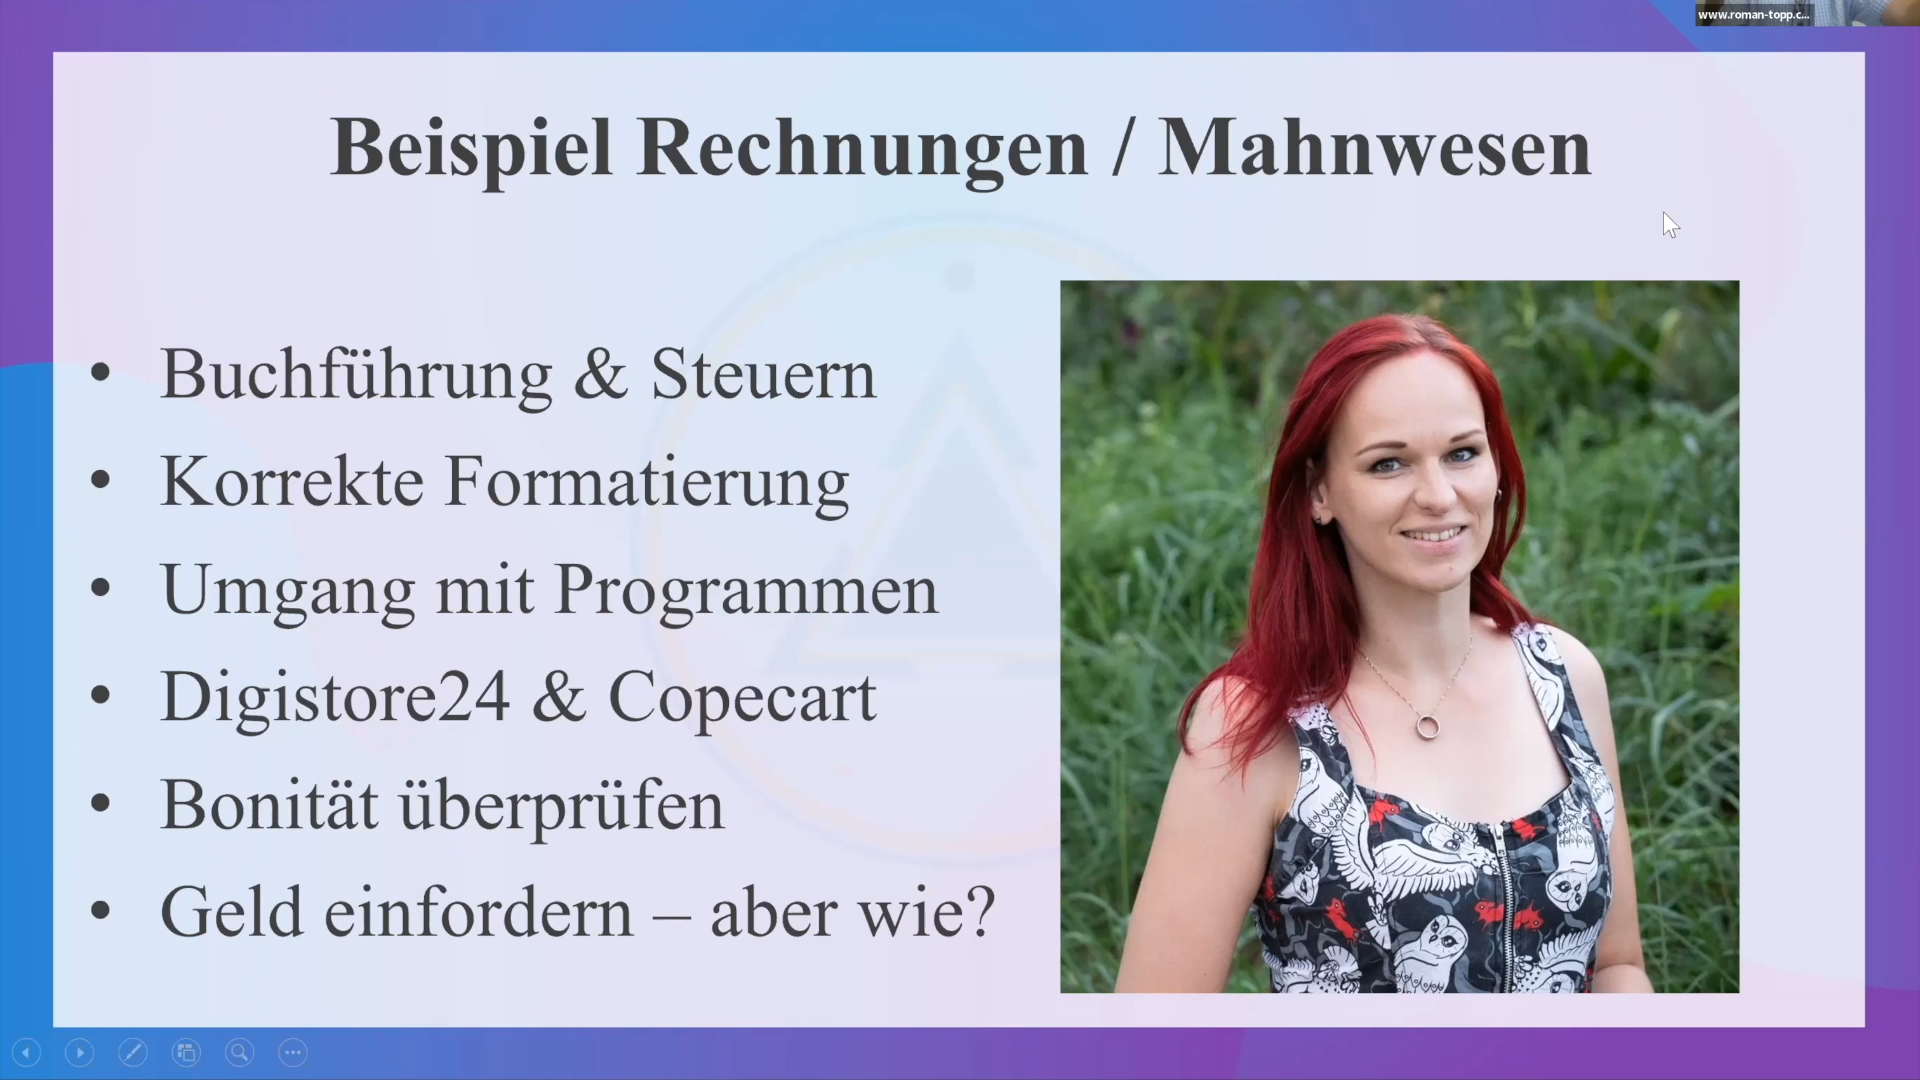 www.roman-topp.c...
Beispiel Rechnungen / Mahnwesen
• Buchführung & Steuern
• Korrekte Formatierung
• Umgang mit Programmen
• Digistore24 & Copecart
• Bonität überprüfen
• Geld einfordern – aber wie?